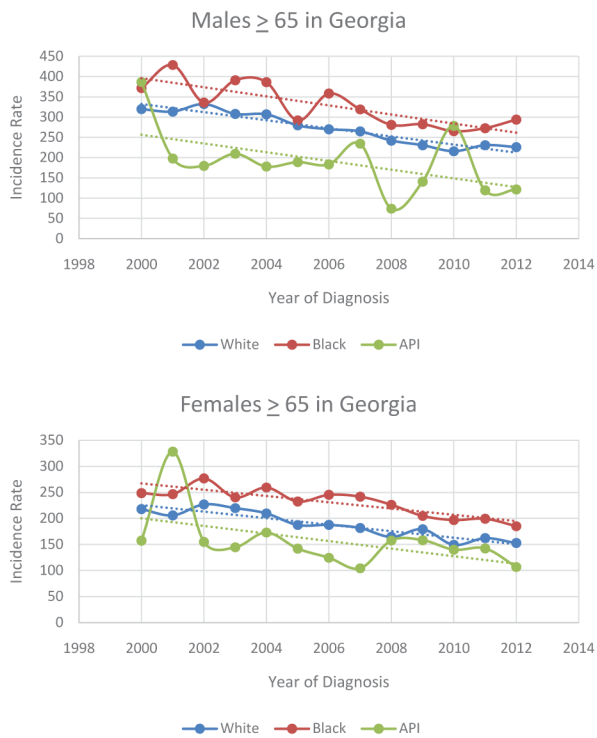 Males > 65 in Georgia
Incidence Rate
450
400
350
300
250
200
150
100
50
0
1998 2000 2002 2004 2006 2008 2010 2012 2014
Year of Diagnosis
White Black API
Females > 65 in Georgia
Incidence Rate
350
300
250
200
150
100
50
0
1998 2000 2002 2004 2006 2008 2010 2012 2014
Year of Diagnosis
White Black API